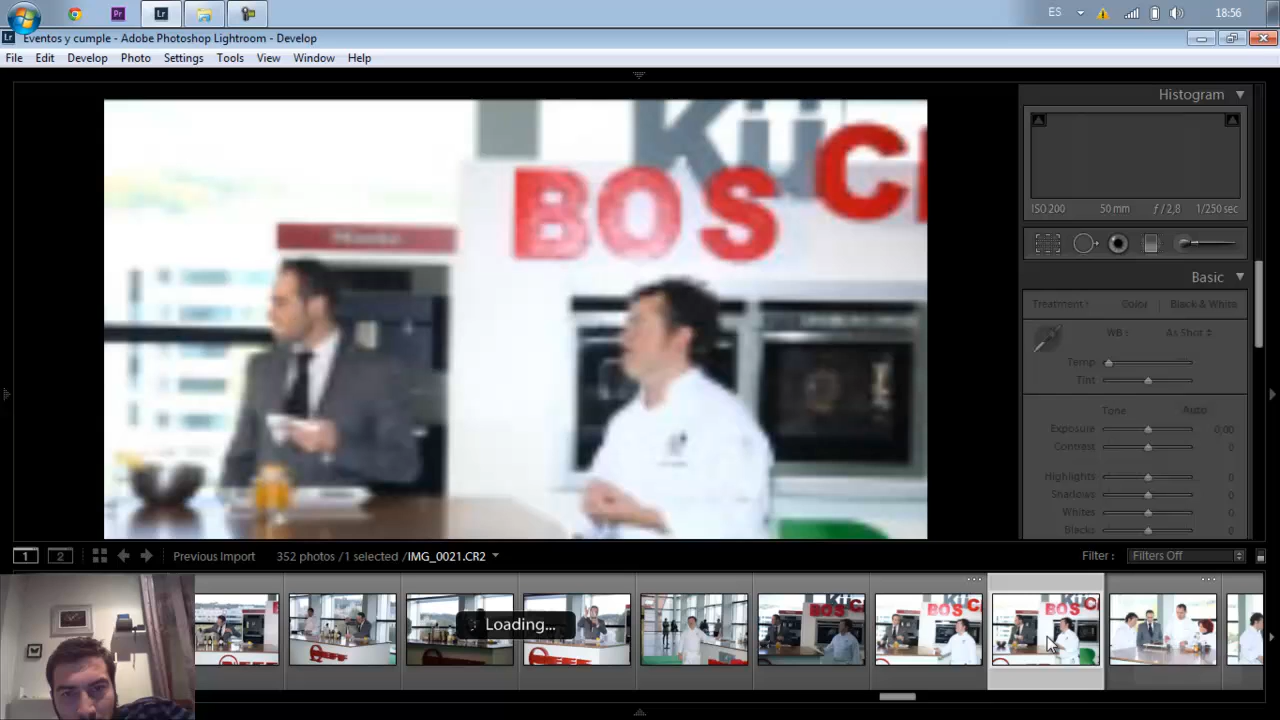 ES 18:56
Eventos y cumple - Adobe Photoshop Lightroom - Develop
File Edit Develop Photo Settings Tools View Window Help
Histogram
Kü
BOS
CI
ISO 200 50 mm ƒ / 2,8 1/250 sec
Basic
Treatment : Color Black & White
WB : As Shot
Temp
Tint
Tone Auto
Exposure 0,00
Contrast 0
Highlights 0
Shadows 0
Whites 0
Blacks 0
1 2 Previous Import 352 photos / 1 selected / IMG_0021.CR2 Filter : Filters Off
Loading...